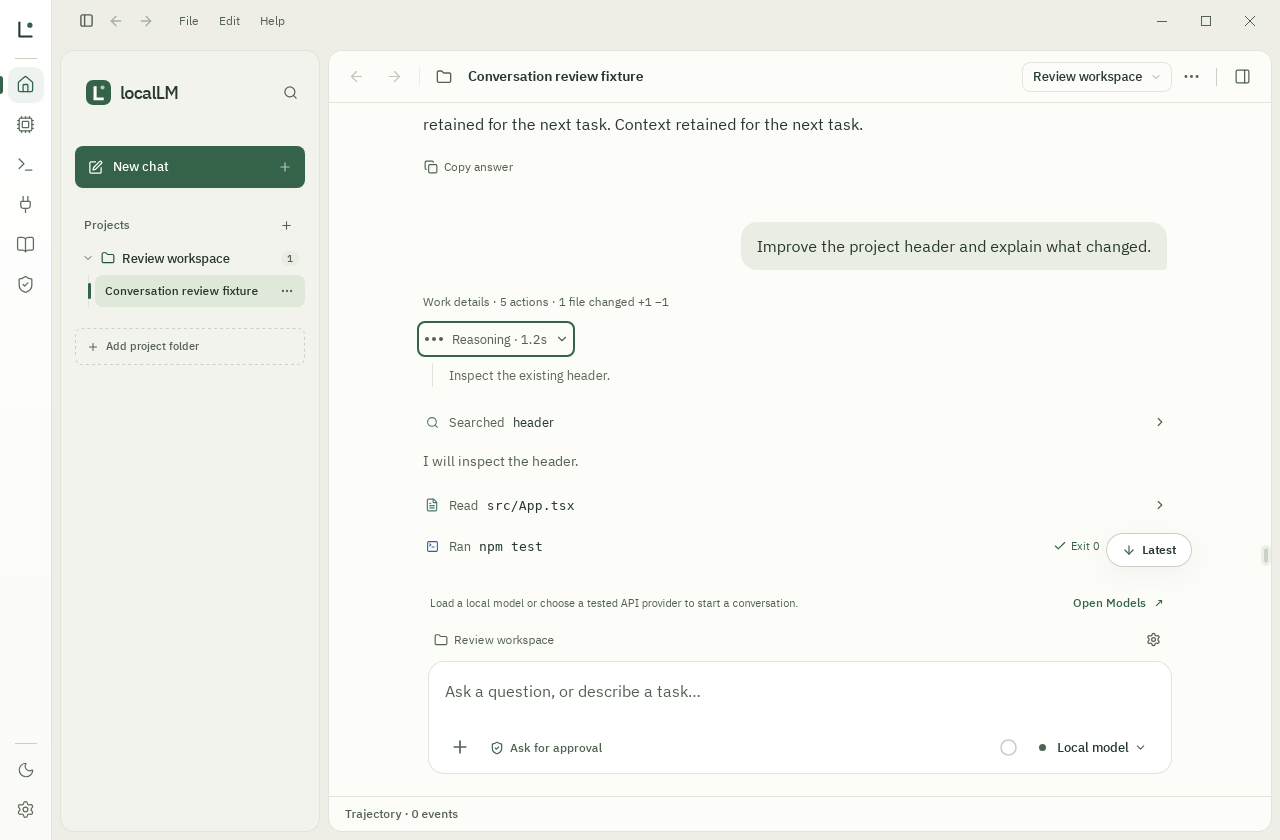 File Edit Help
localLM
New chat
Projects
Review workspace 1
Conversation review fixture
Add project folder
Conversation review fixture
Review workspace
retained for the next task. Context retained for the next task.
Copy answer
Improve the project header and explain what changed.
Work details · 5 actions · 1 file changed +1 −1
Reasoning · 1.2s
Inspect the existing header.
Searched header
I will inspect the header.
Read src/App.tsx
Ran npm test Exit 0
Latest
Load a local model or choose a tested API provider to start a conversation. Open Models ↗
Review workspace
Ask a question, or describe a task...
Ask for approval Local model
Trajectory · 0 events